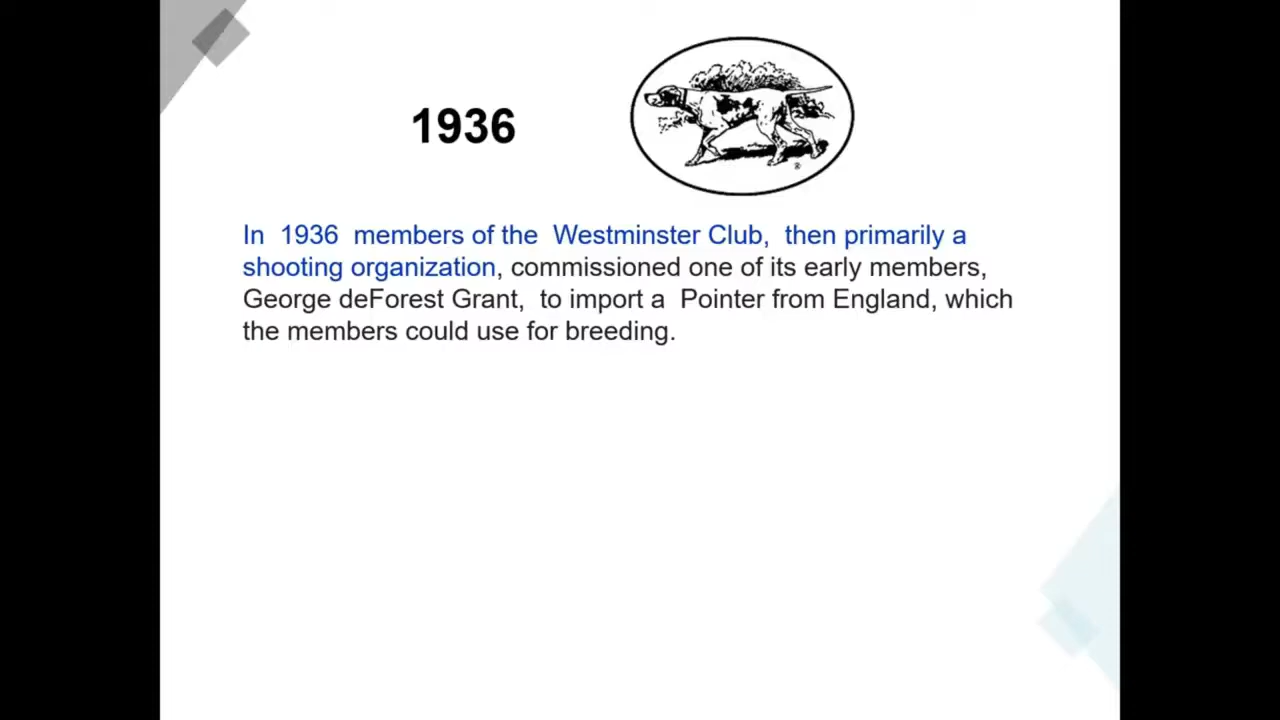 1936
In 1936 members of the Westminster Club, then primarily a
shooting organization, commissioned one of its early members,
George deForest Grant, to import a Pointer from England, which
the members could use for breeding.
®